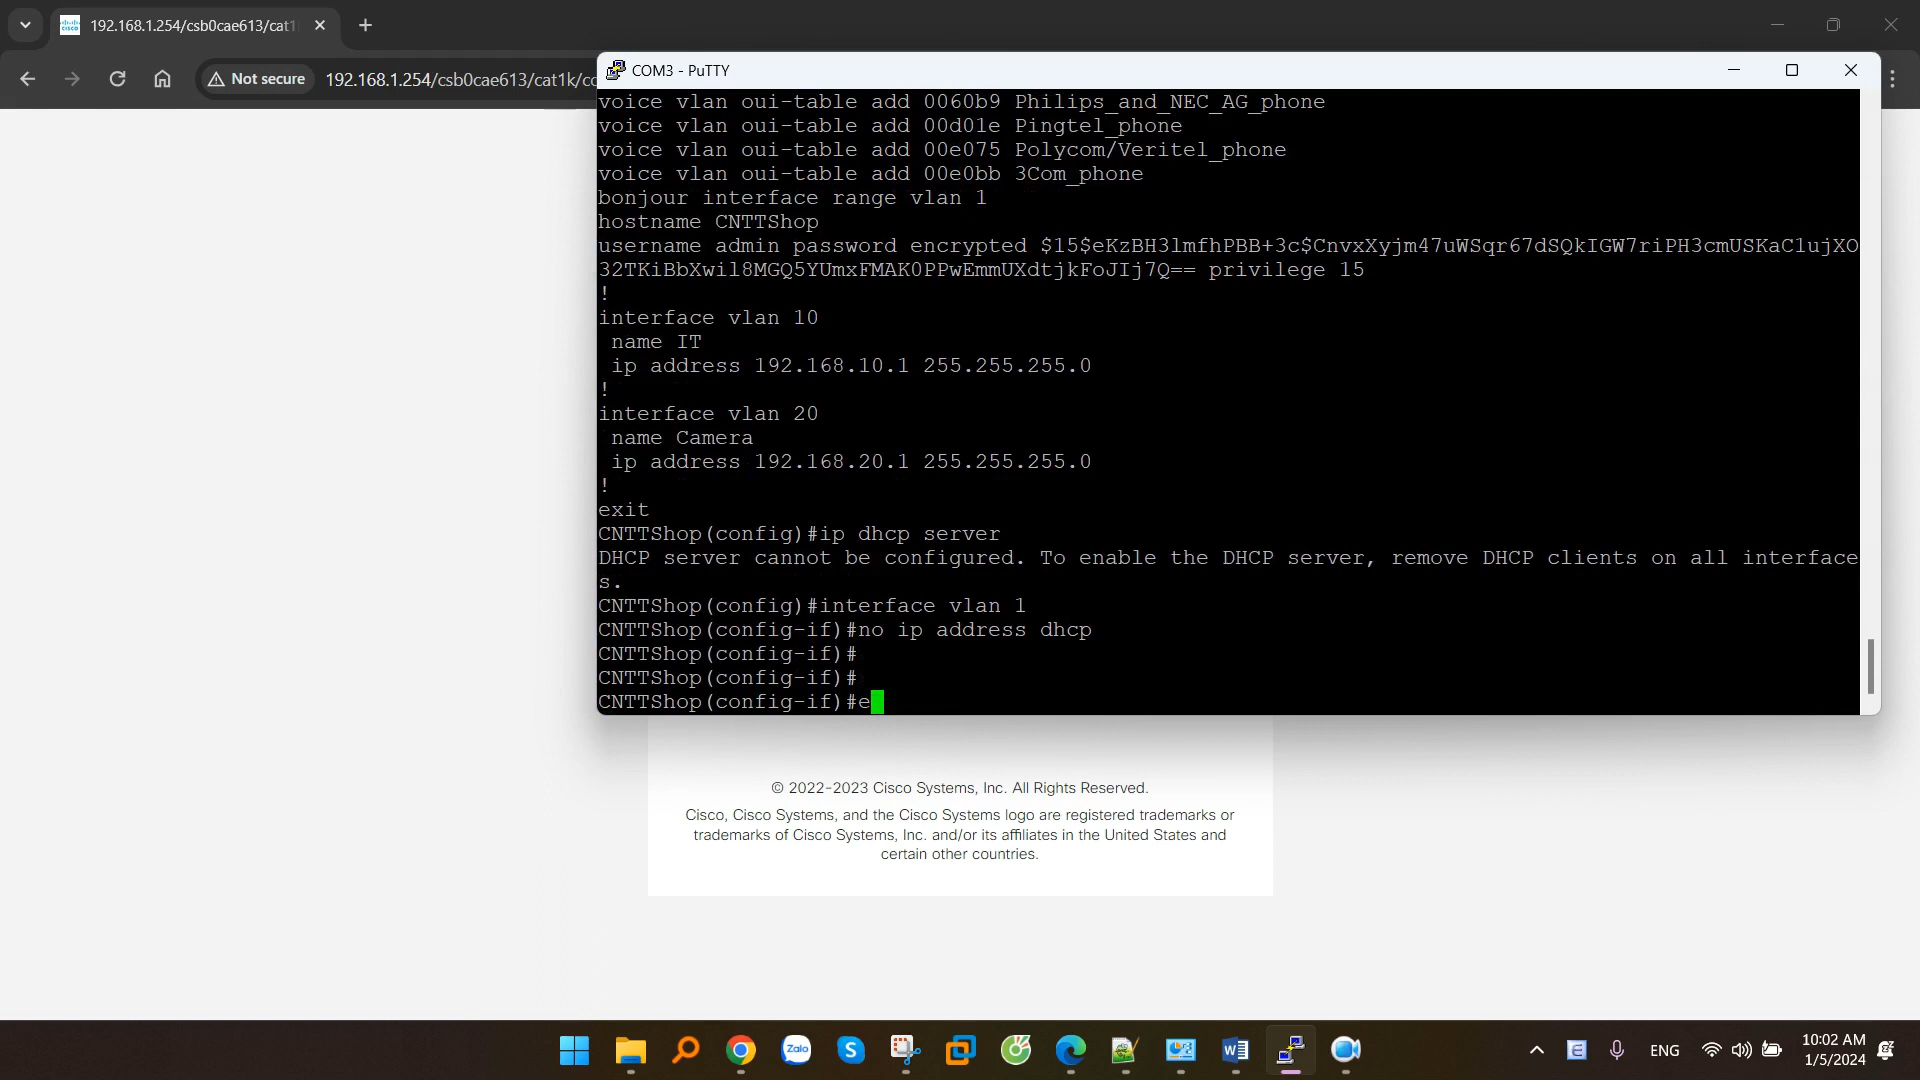 192.168.1.254/csb0cae613/cat1
Not secure
192.168.1.254/csb0cae613/cat1k/co
COM3 - PuTTY
voice vlan oui-table add 0060b9 Philips_and_NEC_AG_phone
voice vlan oui-table add 00d01e Pingtel_phone
voice vlan oui-table add 00e075 Polycom/Veritel_phone
voice vlan oui-table add 00e0bb 3Com_phone
bonjour interface range vlan 1
hostname CNTTShop
username admin password encrypted $15$eKzBH3lmfhPBB+3c$CnvxXyjm47uWSqr67dSQkIGW7riPH3cmUSKaC1ujXO
32TKiBbXwil8MGQ5YUmxFMAK0PPwEmmUXdtjkFoJIj7Q== privilege 15
!
interface vlan 10
name IT
ip address 192.168.10.1 255.255.255.0
!
interface vlan 20
name Camera
ip address 192.168.20.1 255.255.255.0
!
exit
CNTTShop(config)#ip dhcp server
DHCP server cannot be configured. To enable the DHCP server, remove DHCP clients on all interface
s.
CNTTShop(config)#interface vlan 1
CNTTShop(config-if)#no ip address dhcp
CNTTShop(config-if)#
CNTTShop(config-if)#
CNTTShop(config-if)#e
© 2022-2023 Cisco Systems, Inc. All Rights Reserved.
Cisco, Cisco Systems, and the Cisco Systems logo are registered trademarks or
trademarks of Cisco Systems, Inc. and/or its affiliates in the United States and
certain other countries.
Zalo
ENG
10:02 AM
1/5/2024